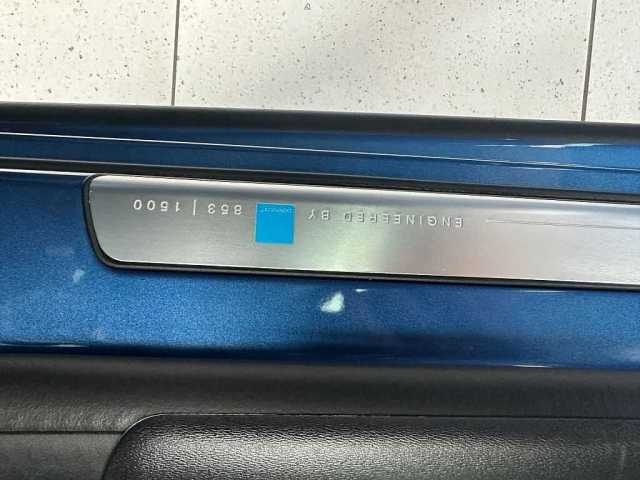 ENGINEERED BY
853 | 1500